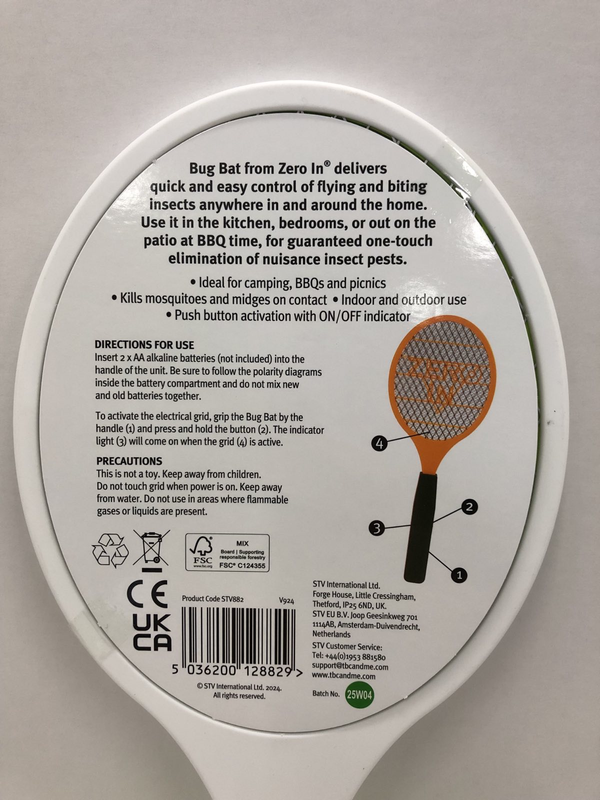 Bug Bat from Zero In® delivers
quick and easy control of flying and biting
insects anywhere in and around the home.
Use it in the kitchen, bedrooms, or out on the
patio at BBQ time, for guaranteed one-touch
elimination of nuisance insect pests.
• Ideal for camping, BBQs and picnics
• Kills mosquitoes and midges on contact • Indoor and outdoor use
• Push button activation with ON/OFF indicator
DIRECTIONS FOR USE
Insert 2 x AA alkaline batteries (not included) into the
handle of the unit. Be sure to follow the polarity diagrams
inside the battery compartment and do not mix new
and old batteries together.
To activate the electrical grid, grip the Bug Bat by the
handle (1) and press and hold the button (2). The indicator
light (3) will come on when the grid (4) is active.
PRECAUTIONS
This is not a toy. Keep away from children.
Do not touch grid when power is on. Keep away
from water. Do not use in areas where flammable
gases or liquids are present.
ZERO
IN
4
2
3
1
FSC
www.fsc.org
MIX
Board | Supporting
responsible forestry
FSC® C124355
CE
UK
CA
Product Code STV882 V924
5 036200 128829 >
© STV International Ltd. 2024.
All rights reserved.
STV International Ltd.
Forge House, Little Cressingham,
Thetford, IP25 6ND, UK.
STV EU B.V. Joop Geesinkweg 701
1114AB, Amsterdam-Duivendrecht,
Netherlands
STV Customer Service:
Tel: +44(0)1953 881580
support@tbcandme.com
www.tbcandme.com
Batch No. 25W04